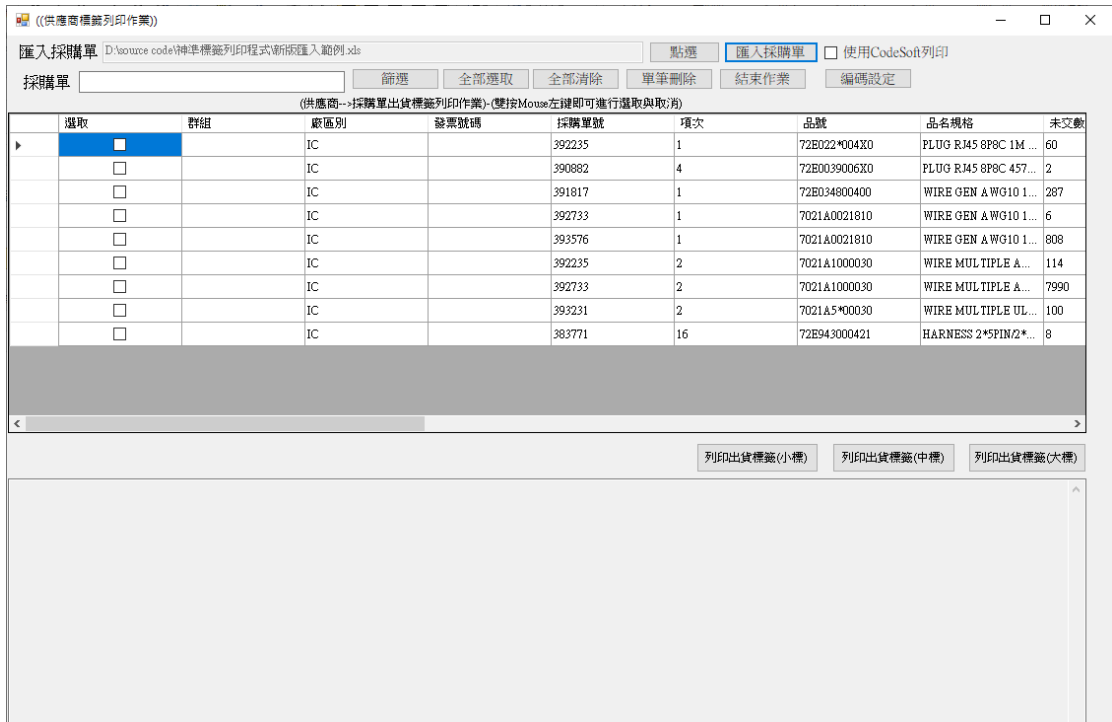 ((供應商標籤列印作業))
匯入採購單 D:\source code\神準標籤列印程式\新版匯入範例.xls 點選 匯入採購單 使用CodeSoft列印
採購單 篩選 全部選取 全部清除 單筆刪除 結束作業 編碼設定
(供應商-->採購單出貨標籤列印作業)-(雙按Mouse左鍵即可進行選取與取消)
選取 群組 廠區別 發票號碼 採購單號 項次 品號 品名規格 未交數
IC 392235 1 72E022*004X0 PLUG RJ45 8P8C 1M ... 60
IC 390882 4 72E0039006X0 PLUG RJ45 8P8C 457... 2
IC 391817 1 72E034800400 WIRE GEN AWG10 1... 287
IC 392733 1 7021A0021810 WIRE GEN AWG10 1... 6
IC 393576 1 7021A0021810 WIRE GEN AWG10 1... 808
IC 392235 2 7021A1000030 WIRE MULTIPLE A... 114
IC 392733 2 7021A1000030 WIRE MULTIPLE A... 7990
IC 393231 2 7021A5*00030 WIRE MULTIPLE UL... 100
IC 383771 16 72E943000421 HARNESS 2*5PIN/2*... 8
列印出貨標籤(小標) 列印出貨標籤(中標) 列印出貨標籤(大標)